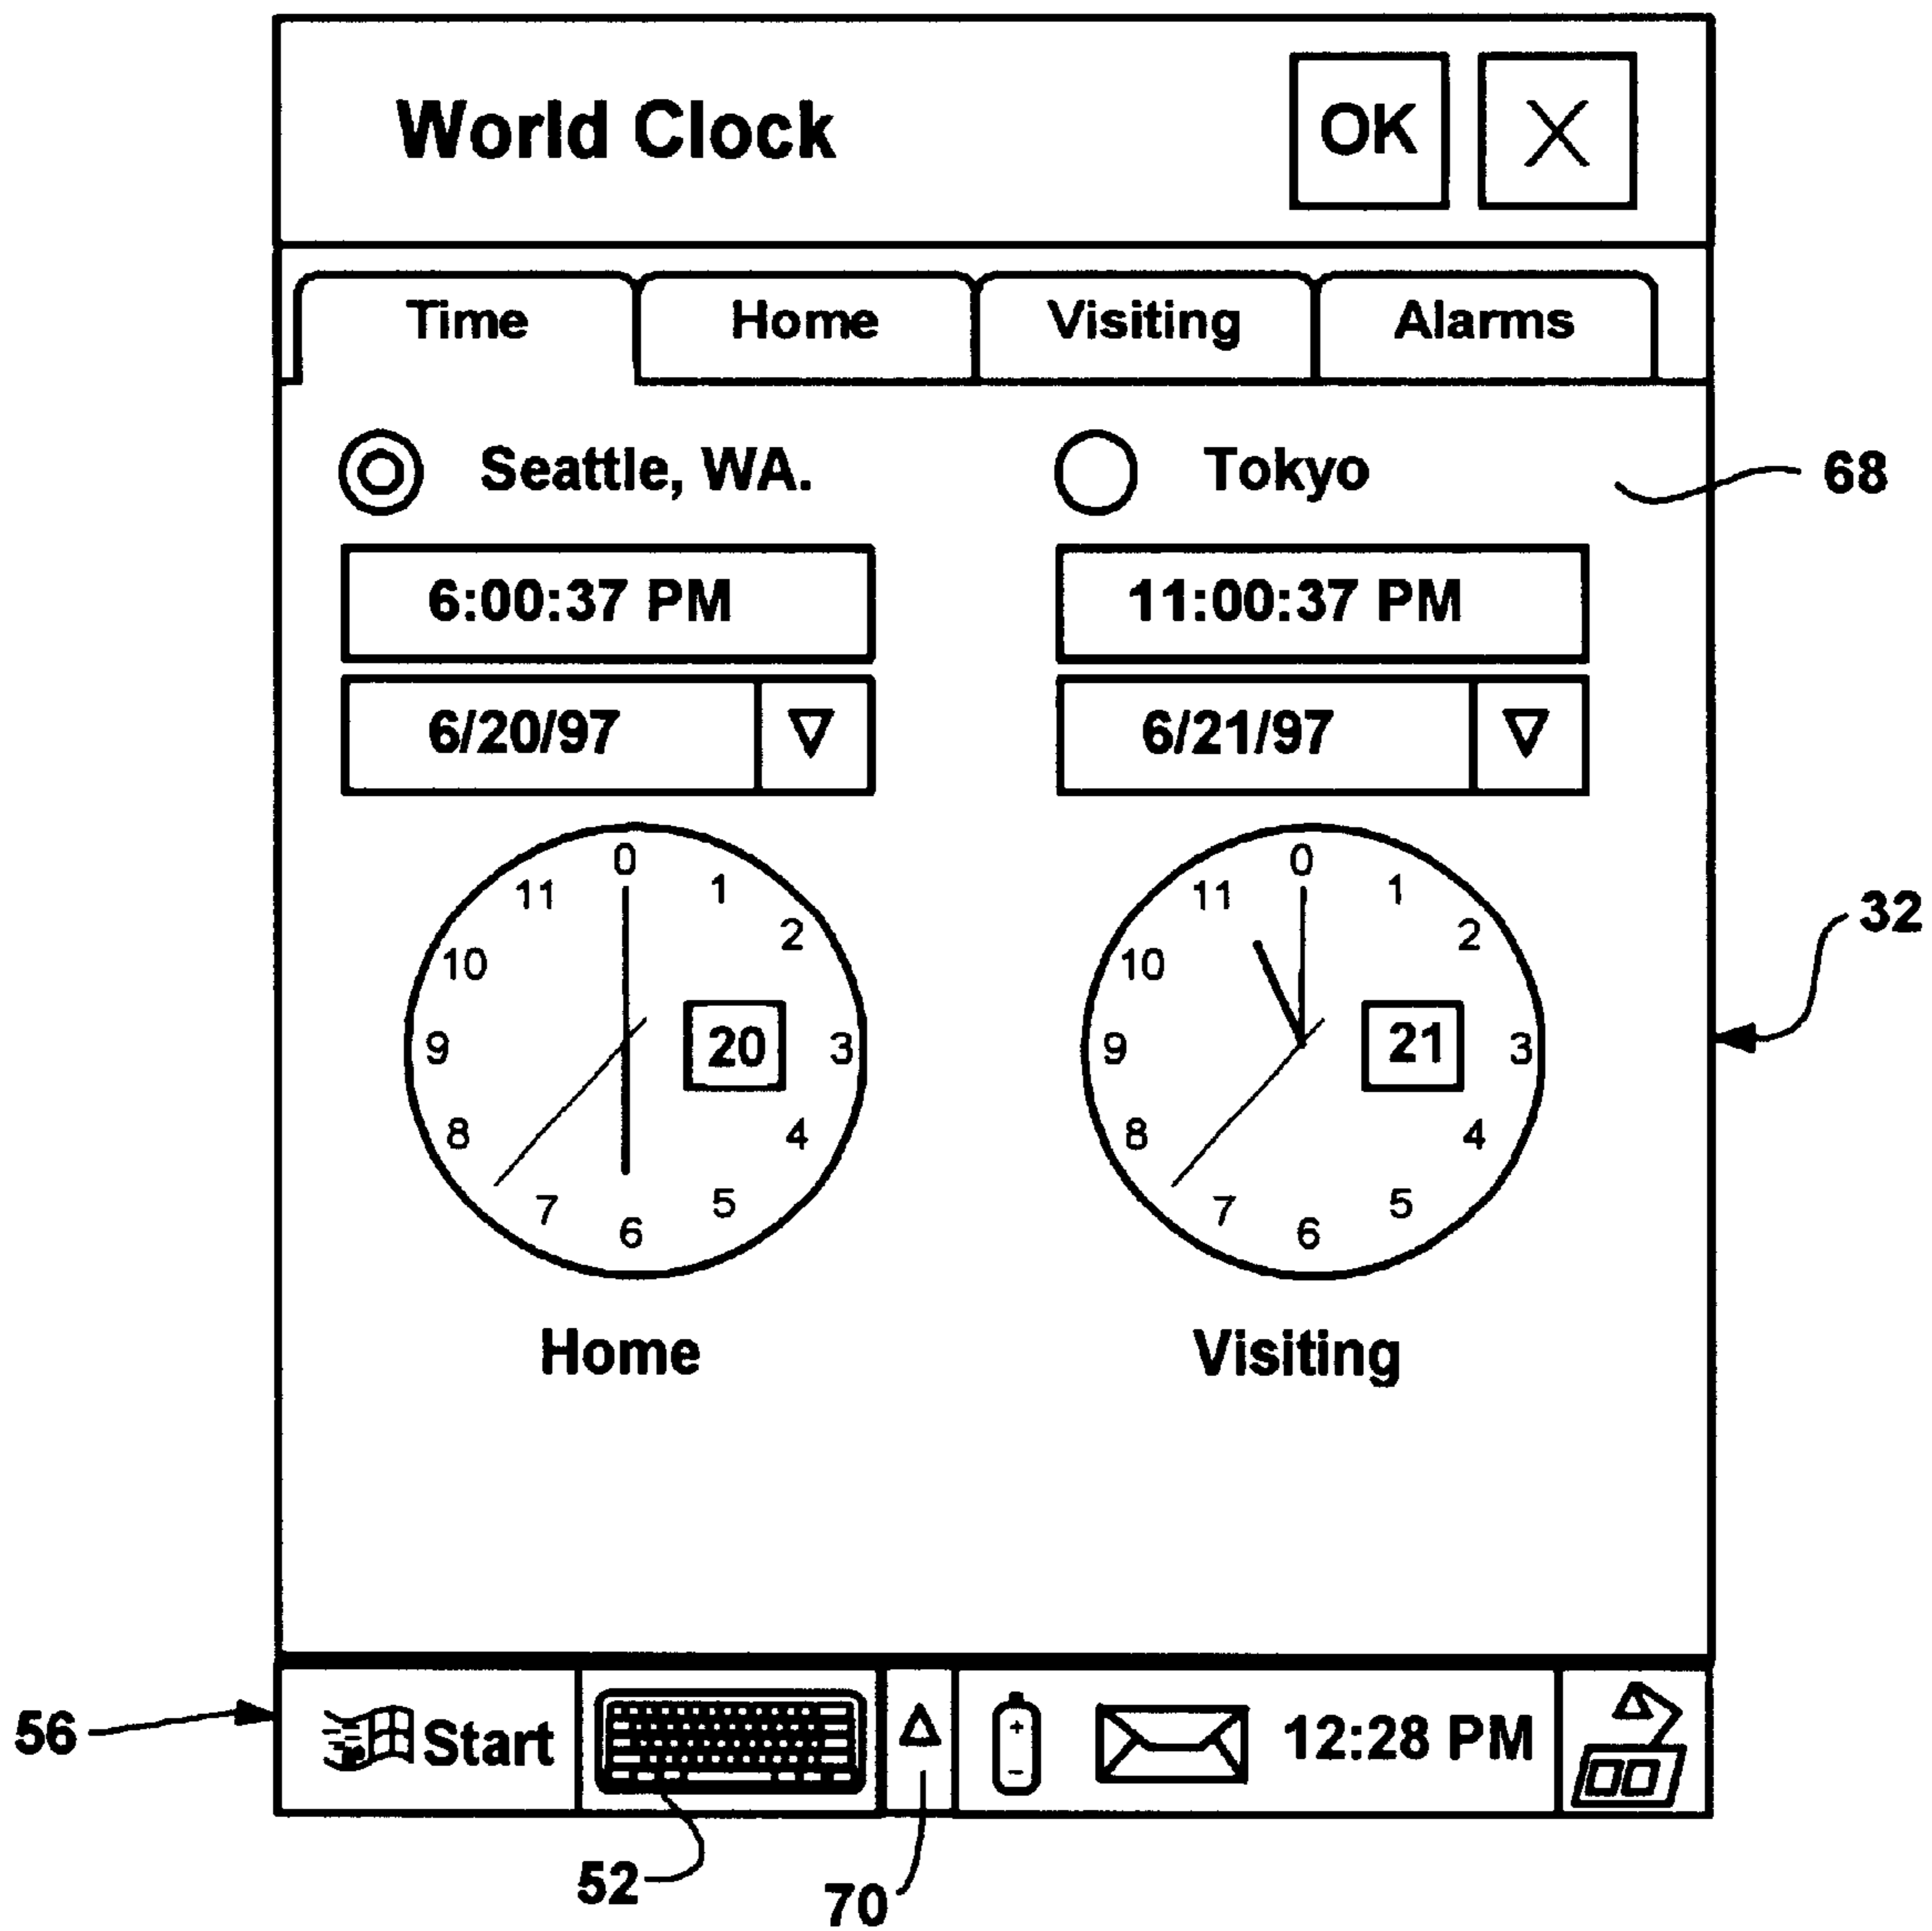 World Clock OK X
Time Home Visiting Alarms
Seattle, WA. Tokyo 68
6:00:37 PM 11:00:37 PM
6/20/97 6/21/97
0 1 2 3 4 5 6 7 8 9 10 11
20
0 1 2 3 4 5 6 7 8 9 10 11
21
32
Home Visiting
56 Start + - 12:28 PM
52 70